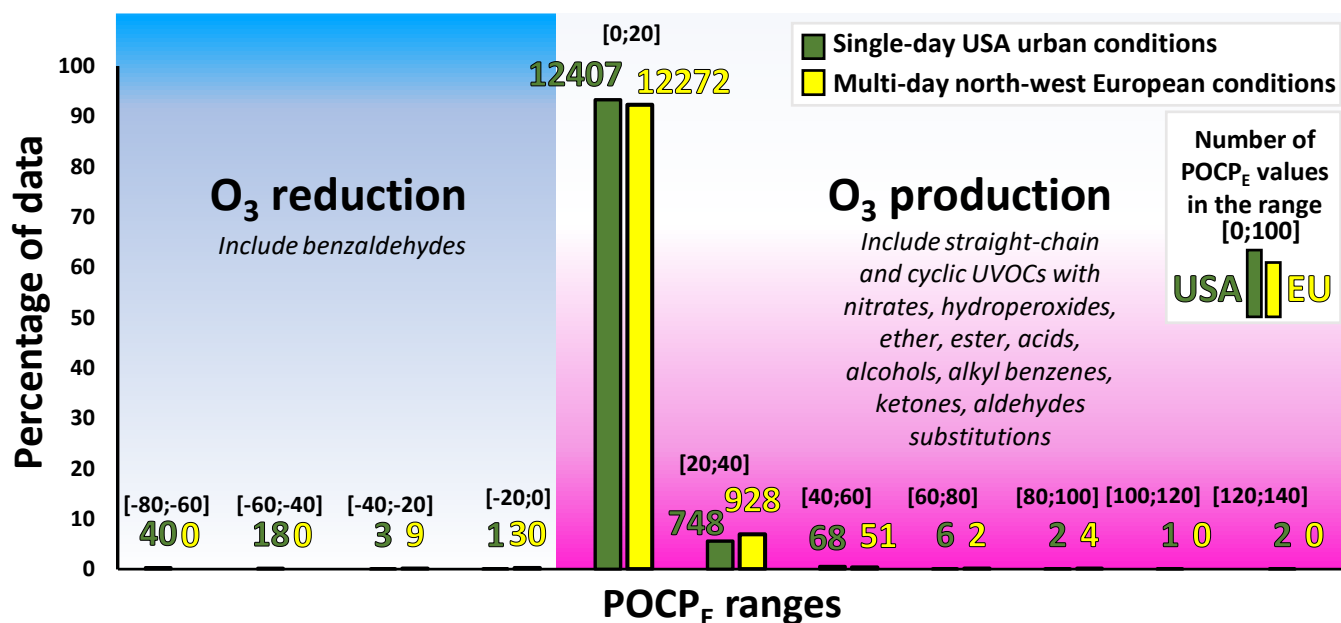 [0;20]
Single-day USA urban conditions
Multi-day north-west European conditions
12407
12272
Number of
POCP_E values
in the range
[0;100]
USA EU
Percentage of data
100
90
80
70
60
50
40
30
20
10
0
O₃ reduction
Include benzaldehydes
O₃ production
Include straight-chain
and cyclic UVOCs with
nitrates, hydroperoxides,
ether, ester, acids,
alcohols, alkyl benzenes,
ketones, aldehydes
substitutions
[-80;-60] [-60;-40] [-40;-20] [-20;0] [20;40] [40;60] [60;80] [80;100] [100;120] [120;140]
40 0 18 0 3 9 1 30 748 928 68 51 6 2 2 4 1 0 2 0
POCP_E ranges